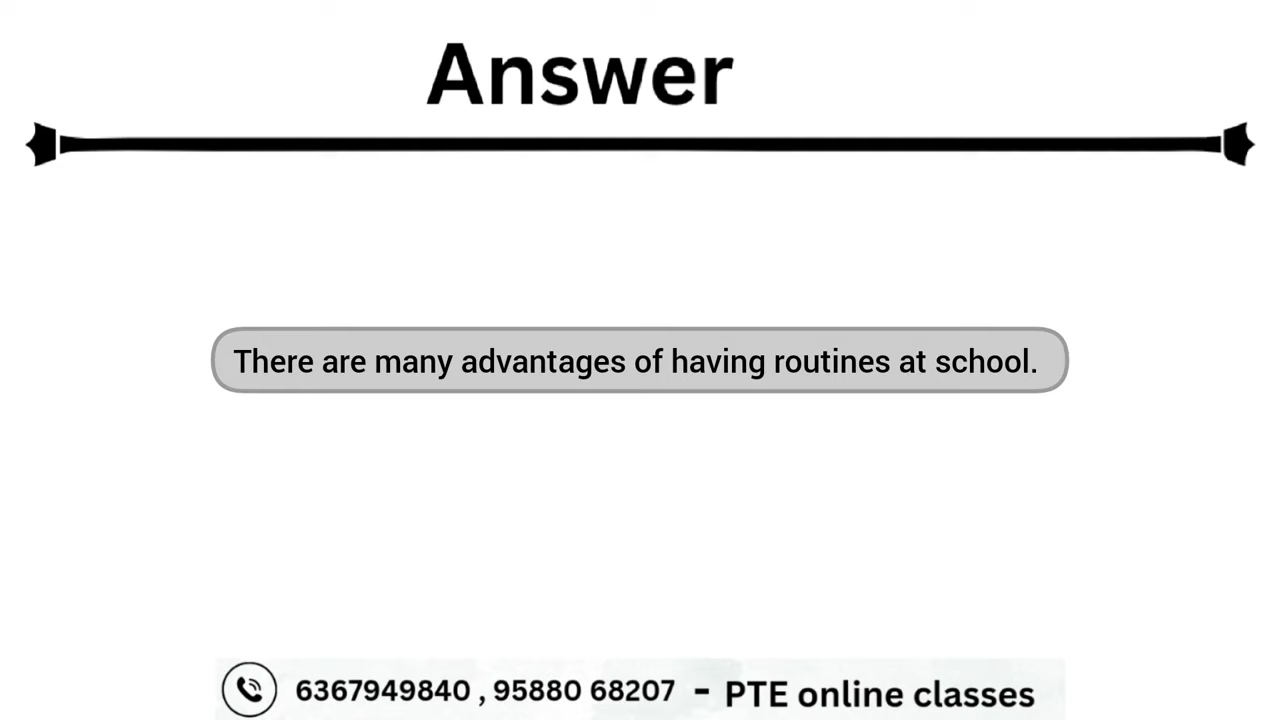 Answer
There are many advantages of having routines at school.
6367949840 , 95880 68207 - PTE online classes